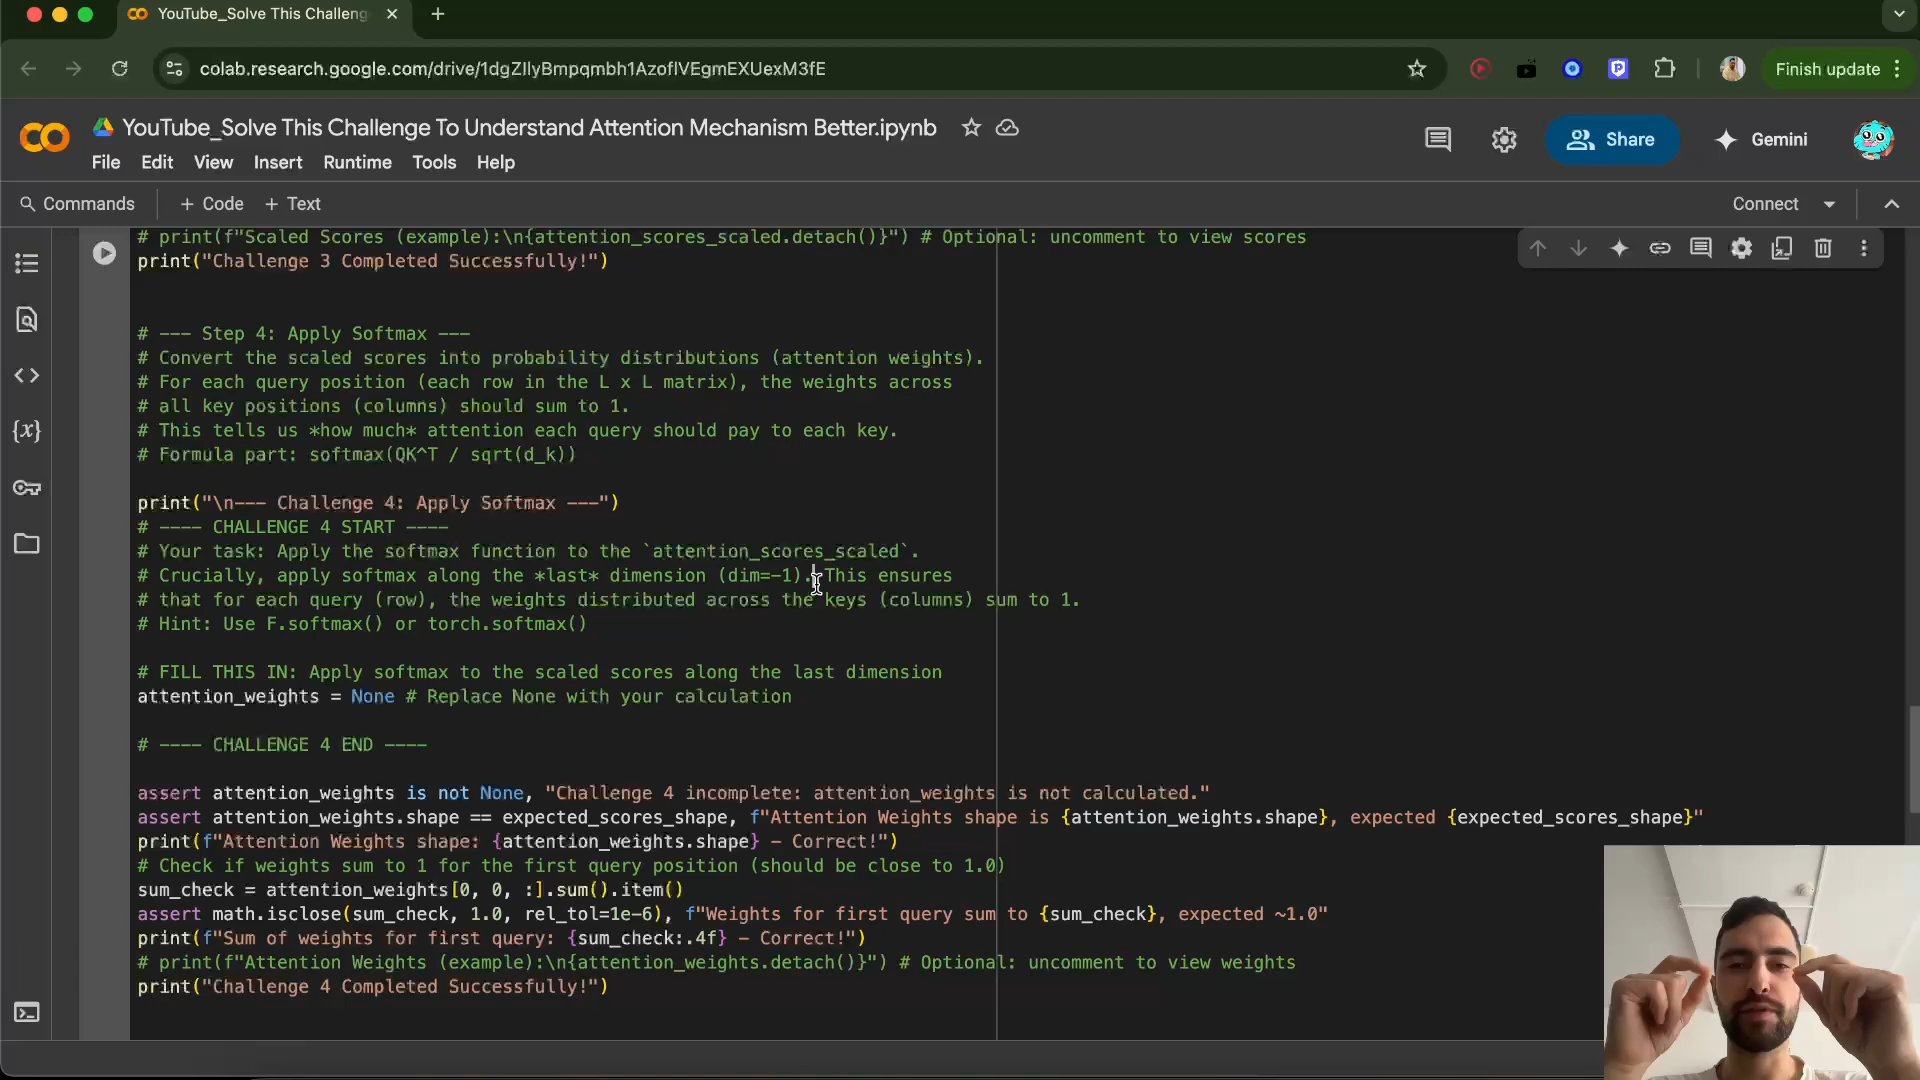 YouTube_Solve This Challeng
colab.research.google.com/drive/1dgZIlyBmpqmbh1AzofIVEgmEXUexM3fE
Finish update
YouTube_Solve This Challenge To Understand Attention Mechanism Better.ipynb
Share
Gemini
File Edit View Insert Runtime Tools Help
Commands + Code + Text
Connect
# print(f"Scaled Scores (example):\n{attention_scores_scaled.detach()}") # Optional: uncomment to view scores
print("Challenge 3 Completed Successfully!")
# --- Step 4: Apply Softmax ---
# Convert the scaled scores into probability distributions (attention weights).
# For each query position (each row in the L x L matrix), the weights across
# all key positions (columns) should sum to 1.
# This tells us *how much* attention each query should pay to each key.
# Formula part: softmax(QK^T / sqrt(d_k))
print("\n--- Challenge 4: Apply Softmax ---")
# ---- CHALLENGE 4 START ----
# Your task: Apply the softmax function to the `attention_scores_scaled`.
# Crucially, apply softmax along the *last* dimension (dim=-1). This ensures
# that for each query (row), the weights distributed across the keys (columns) sum to 1.
# Hint: Use F.softmax() or torch.softmax()
# FILL THIS IN: Apply softmax to the scaled scores along the last dimension
attention_weights = None # Replace None with your calculation
# ---- CHALLENGE 4 END ----
assert attention_weights is not None, "Challenge 4 incomplete: attention_weights is not calculated."
assert attention_weights.shape == expected_scores_shape, f"Attention Weights shape is {attention_weights.shape}, expected {expected_scores_shape}"
print(f"Attention Weights shape: {attention_weights.shape} - Correct!")
# Check if weights sum to 1 for the first query position (should be close to 1.0)
sum_check = attention_weights[0, 0, :].sum().item()
assert math.isclose(sum_check, 1.0, rel_tol=1e-6), f"Weights for first query sum to {sum_check}, expected ~1.0"
print(f"Sum of weights for first query: {sum_check:.4f} - Correct!")
# print(f"Attention Weights (example):\n{attention_weights.detach()}") # Optional: uncomment to view weights
print("Challenge 4 Completed Successfully!")